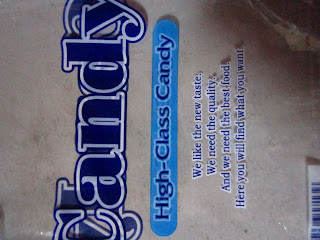 Candy
High-Class Candy
We like the new taste,
We need the quality,
And we need the best food.
Here you will find what you want